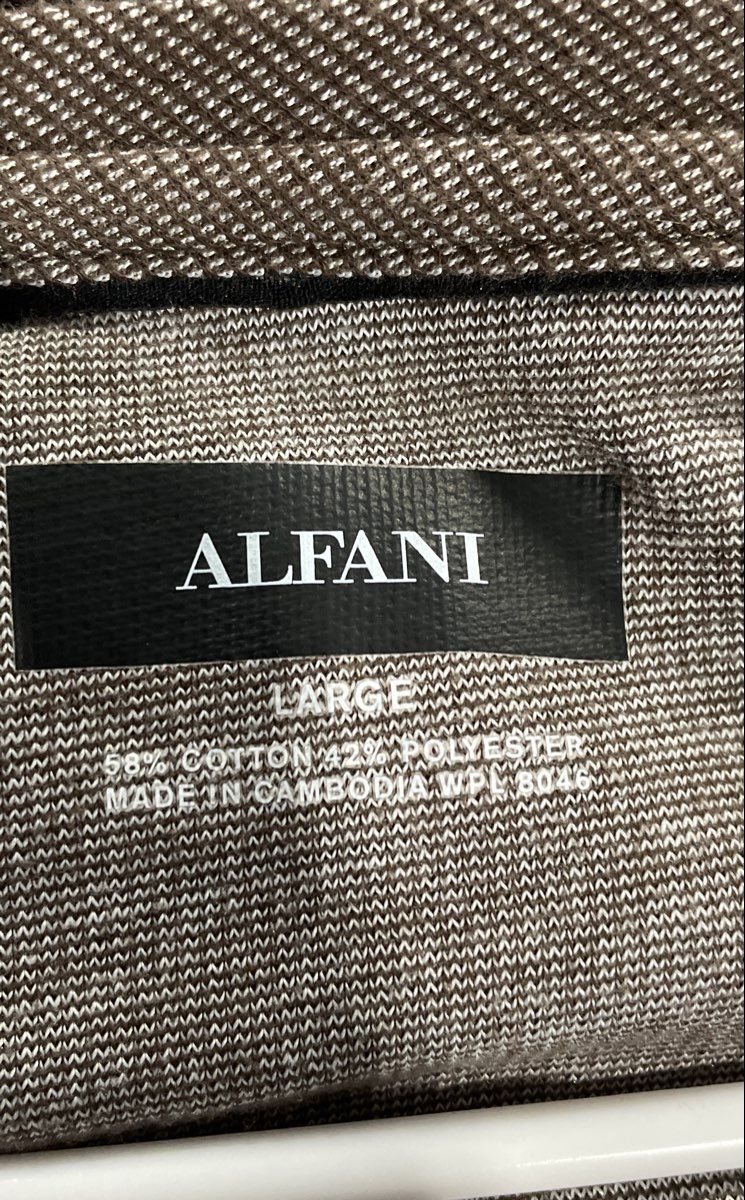 ALFANI
LARGE
58% COTTON 42% POLYESTER
MADE IN CAMBODIA WPL 8046